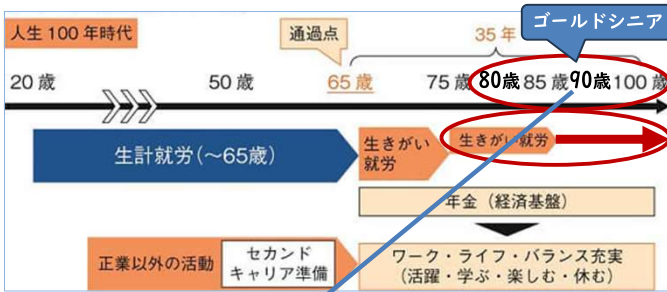 人生100年時代
通過点
35年
ゴールドシニア
20歳
50歳
65歳
75歳
80歳
85歳
90歳
100歳
生計就労(〜65歳)
生きがい
就労
生きがい就労
年金(経済基盤)
正業以外の活動
セカンド
キャリア準備
ワーク・ライフ・バランス充実
(活躍・学ぶ・楽しむ・休む)